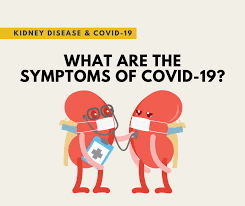 KIDNEY DISEASE & COVID-19
WHAT ARE THE
SYMPTOMS OF COVID-19?